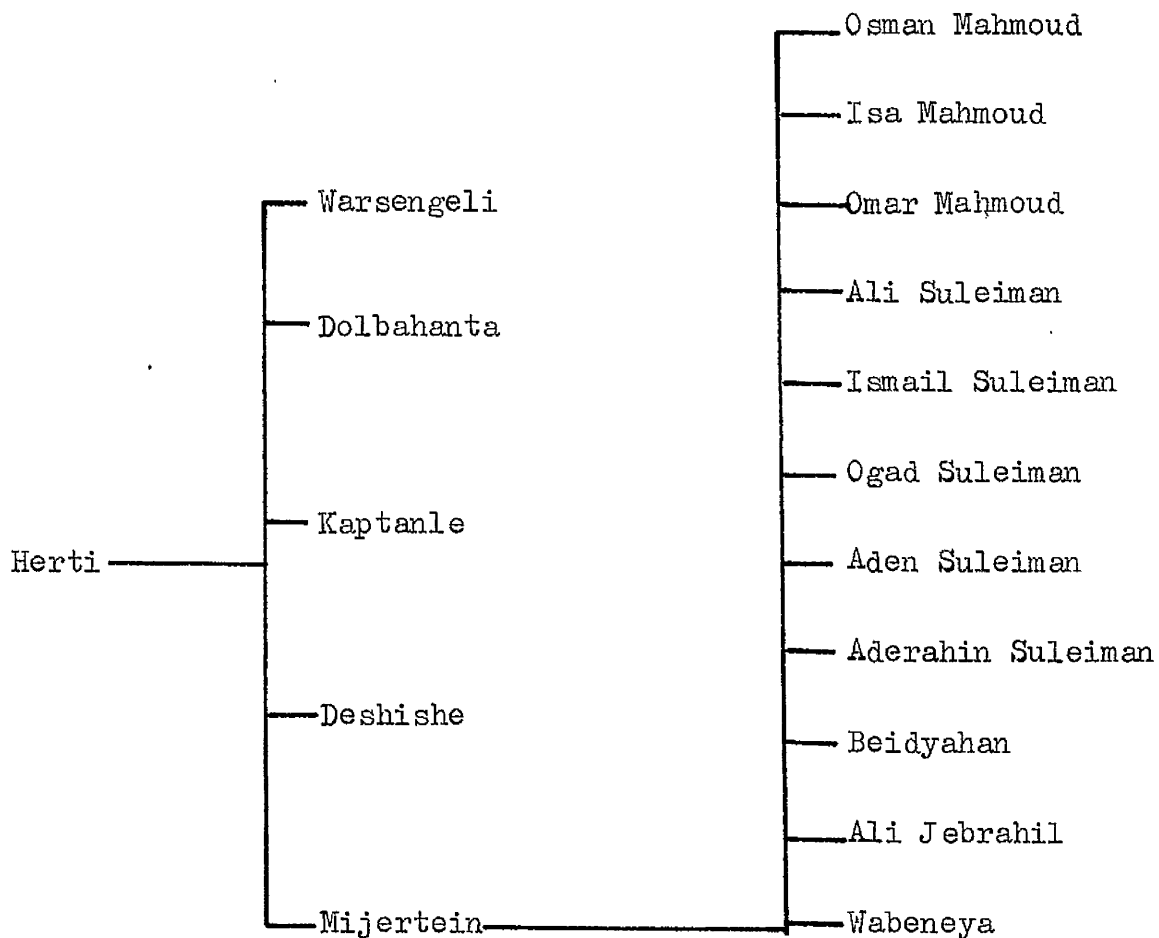 Herti
Warsengeli
Dolbahanta
Kaptanle
Deshishe
Mijertein
Osman Mahmoud
Isa Mahmoud
Omar Mahmoud
Ali Suleiman
Ismail Suleiman
Ogad Suleiman
Aden Suleiman
Aderahin Suleiman
Beidyahan
Ali Jebrahil
Wabeneya